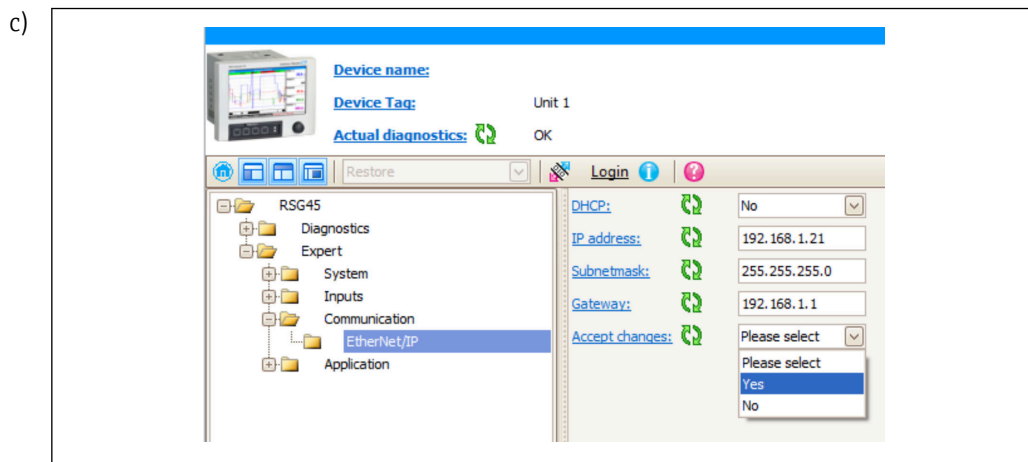 c)
Device name:
Device Tag: Unit 1
Actual diagnostics: OK
Restore Login
RSG45
Diagnostics
Expert
System
Inputs
Communication
EtherNet/IP
Application
DHCP: No
IP address: 192.168.1.21
Subnetmask: 255.255.255.0
Gateway: 192.168.1.1
Accept changes: Please select
Please select
Yes
No